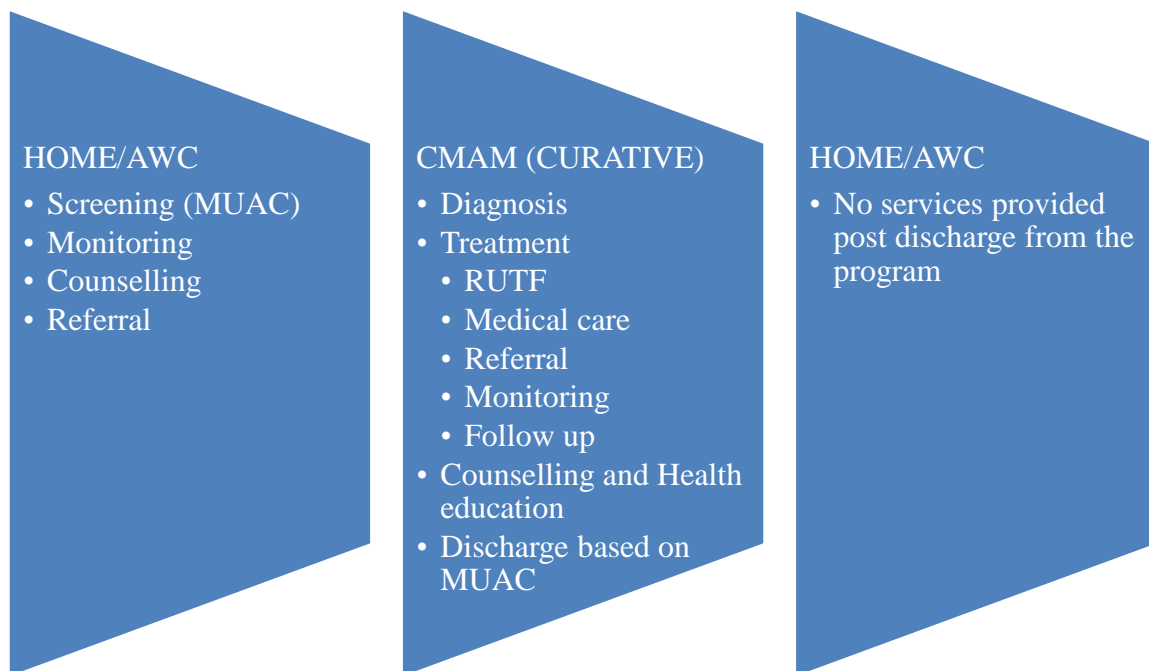 HOME/AWC
• Screening (MUAC)
• Monitoring
• Counselling
• Referral
CMAM (CURATIVE)
• Diagnosis
• Treatment
• RUTF
• Medical care
• Referral
• Monitoring
• Follow up
• Counselling and Health
education
• Discharge based on
MUAC
HOME/AWC
• No services provided
post discharge from the
program